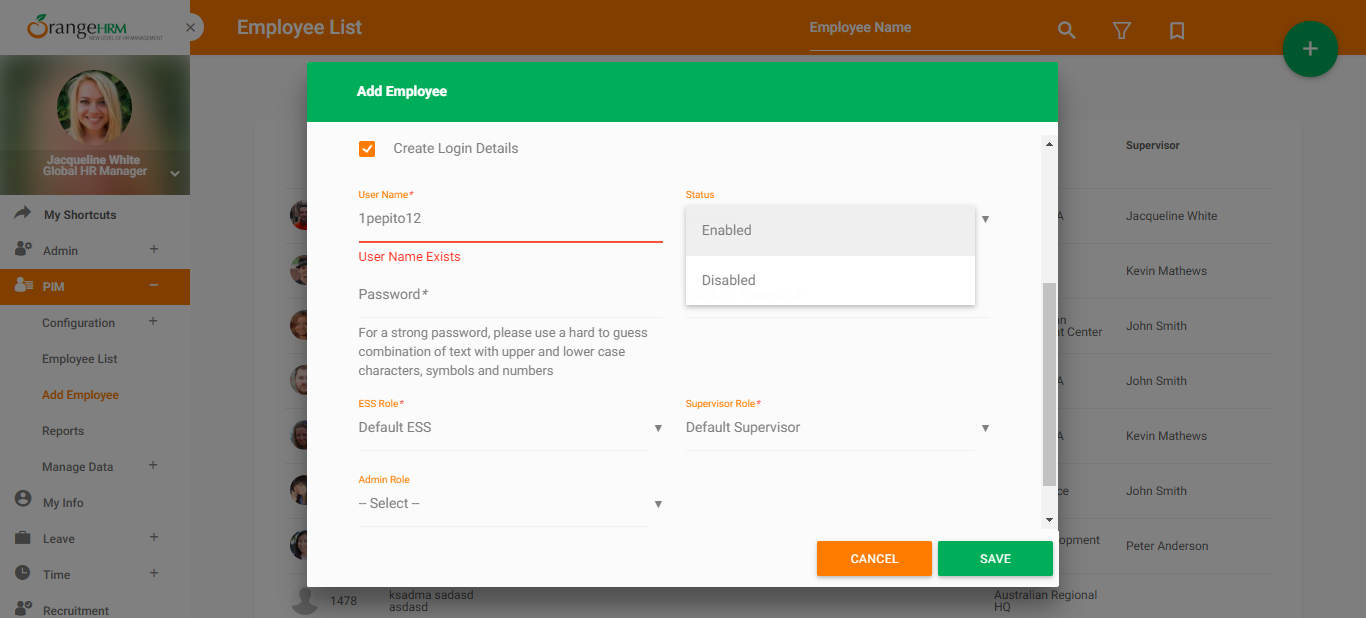 OrangeHRM
NEW LEVEL OF HR MANAGEMENT
Employee List
Employee Name
Jacqueline White
Global HR Manager
My Shortcuts
Admin
PIM
Configuration
Employee List
Add Employee
Reports
Manage Data
My Info
Leave
Time
Recruitment
Add Employee
Create Login Details
User Name*
1pepito12
User Name Exists
Status
Enabled
Disabled
Password*
For a strong password, please use a hard to guess
combination of text with upper and lower case
characters, symbols and numbers
ESS Role*
Default ESS
Supervisor Role*
Default Supervisor
Admin Role
-- Select --
CANCEL
SAVE
Supervisor
Jacqueline White
Kevin Mathews
t Center
John Smith
John Smith
Kevin Mathews
John Smith
Peter Anderson
1478
ksadma sadasd
asdasd
Australian Regional
HQ